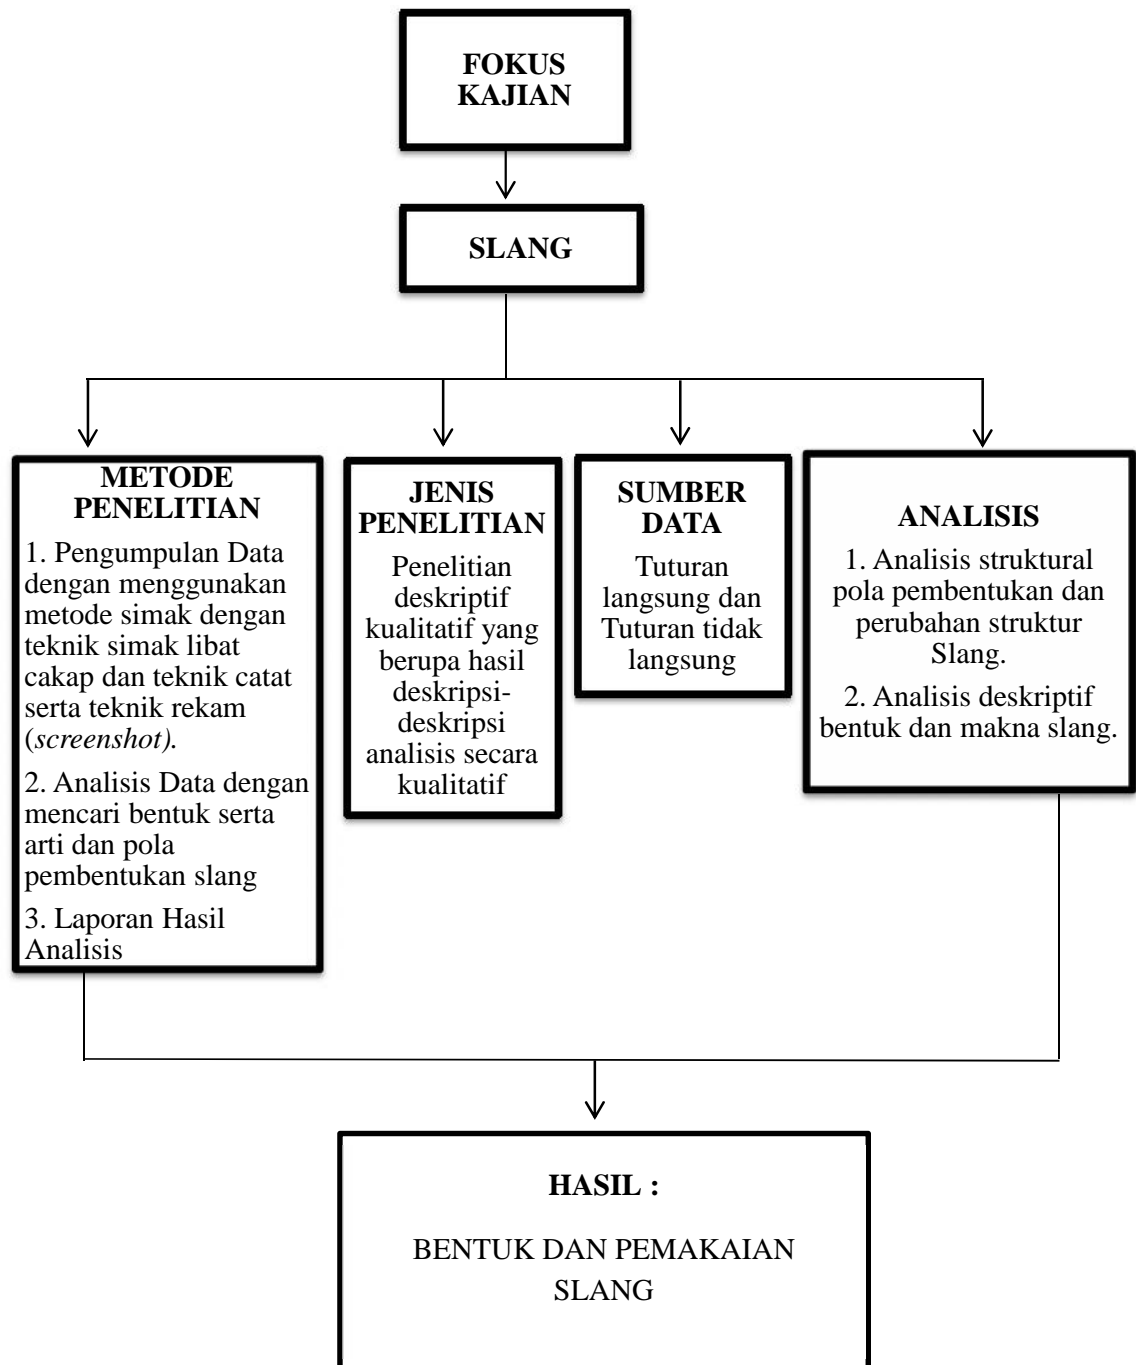 FOKUS
KAJIAN
SLANG
METODE
PENELITIAN
1. Pengumpulan Data
dengan menggunakan
metode simak dengan
teknik simak libat
cakap dan teknik catat
serta teknik rekam
(screenshot).
2. Analisis Data dengan
mencari bentuk serta
arti dan pola
pembentukan slang
3. Laporan Hasil
Analisis
JENIS
PENELITIAN
Penelitian
deskriptif
kualitatif yang
berupa hasil
deskripsi-
deskripsi
analisis secara
kualitatif
SUMBER
DATA
Tuturan
langsung dan
Tuturan tidak
langsung
ANALISIS
1. Analisis struktural
pola pembentukan dan
perubahan struktur
Slang.
2. Analisis deskriptif
bentuk dan makna slang.
HASIL :
BENTUK DAN PEMAKAIAN
SLANG